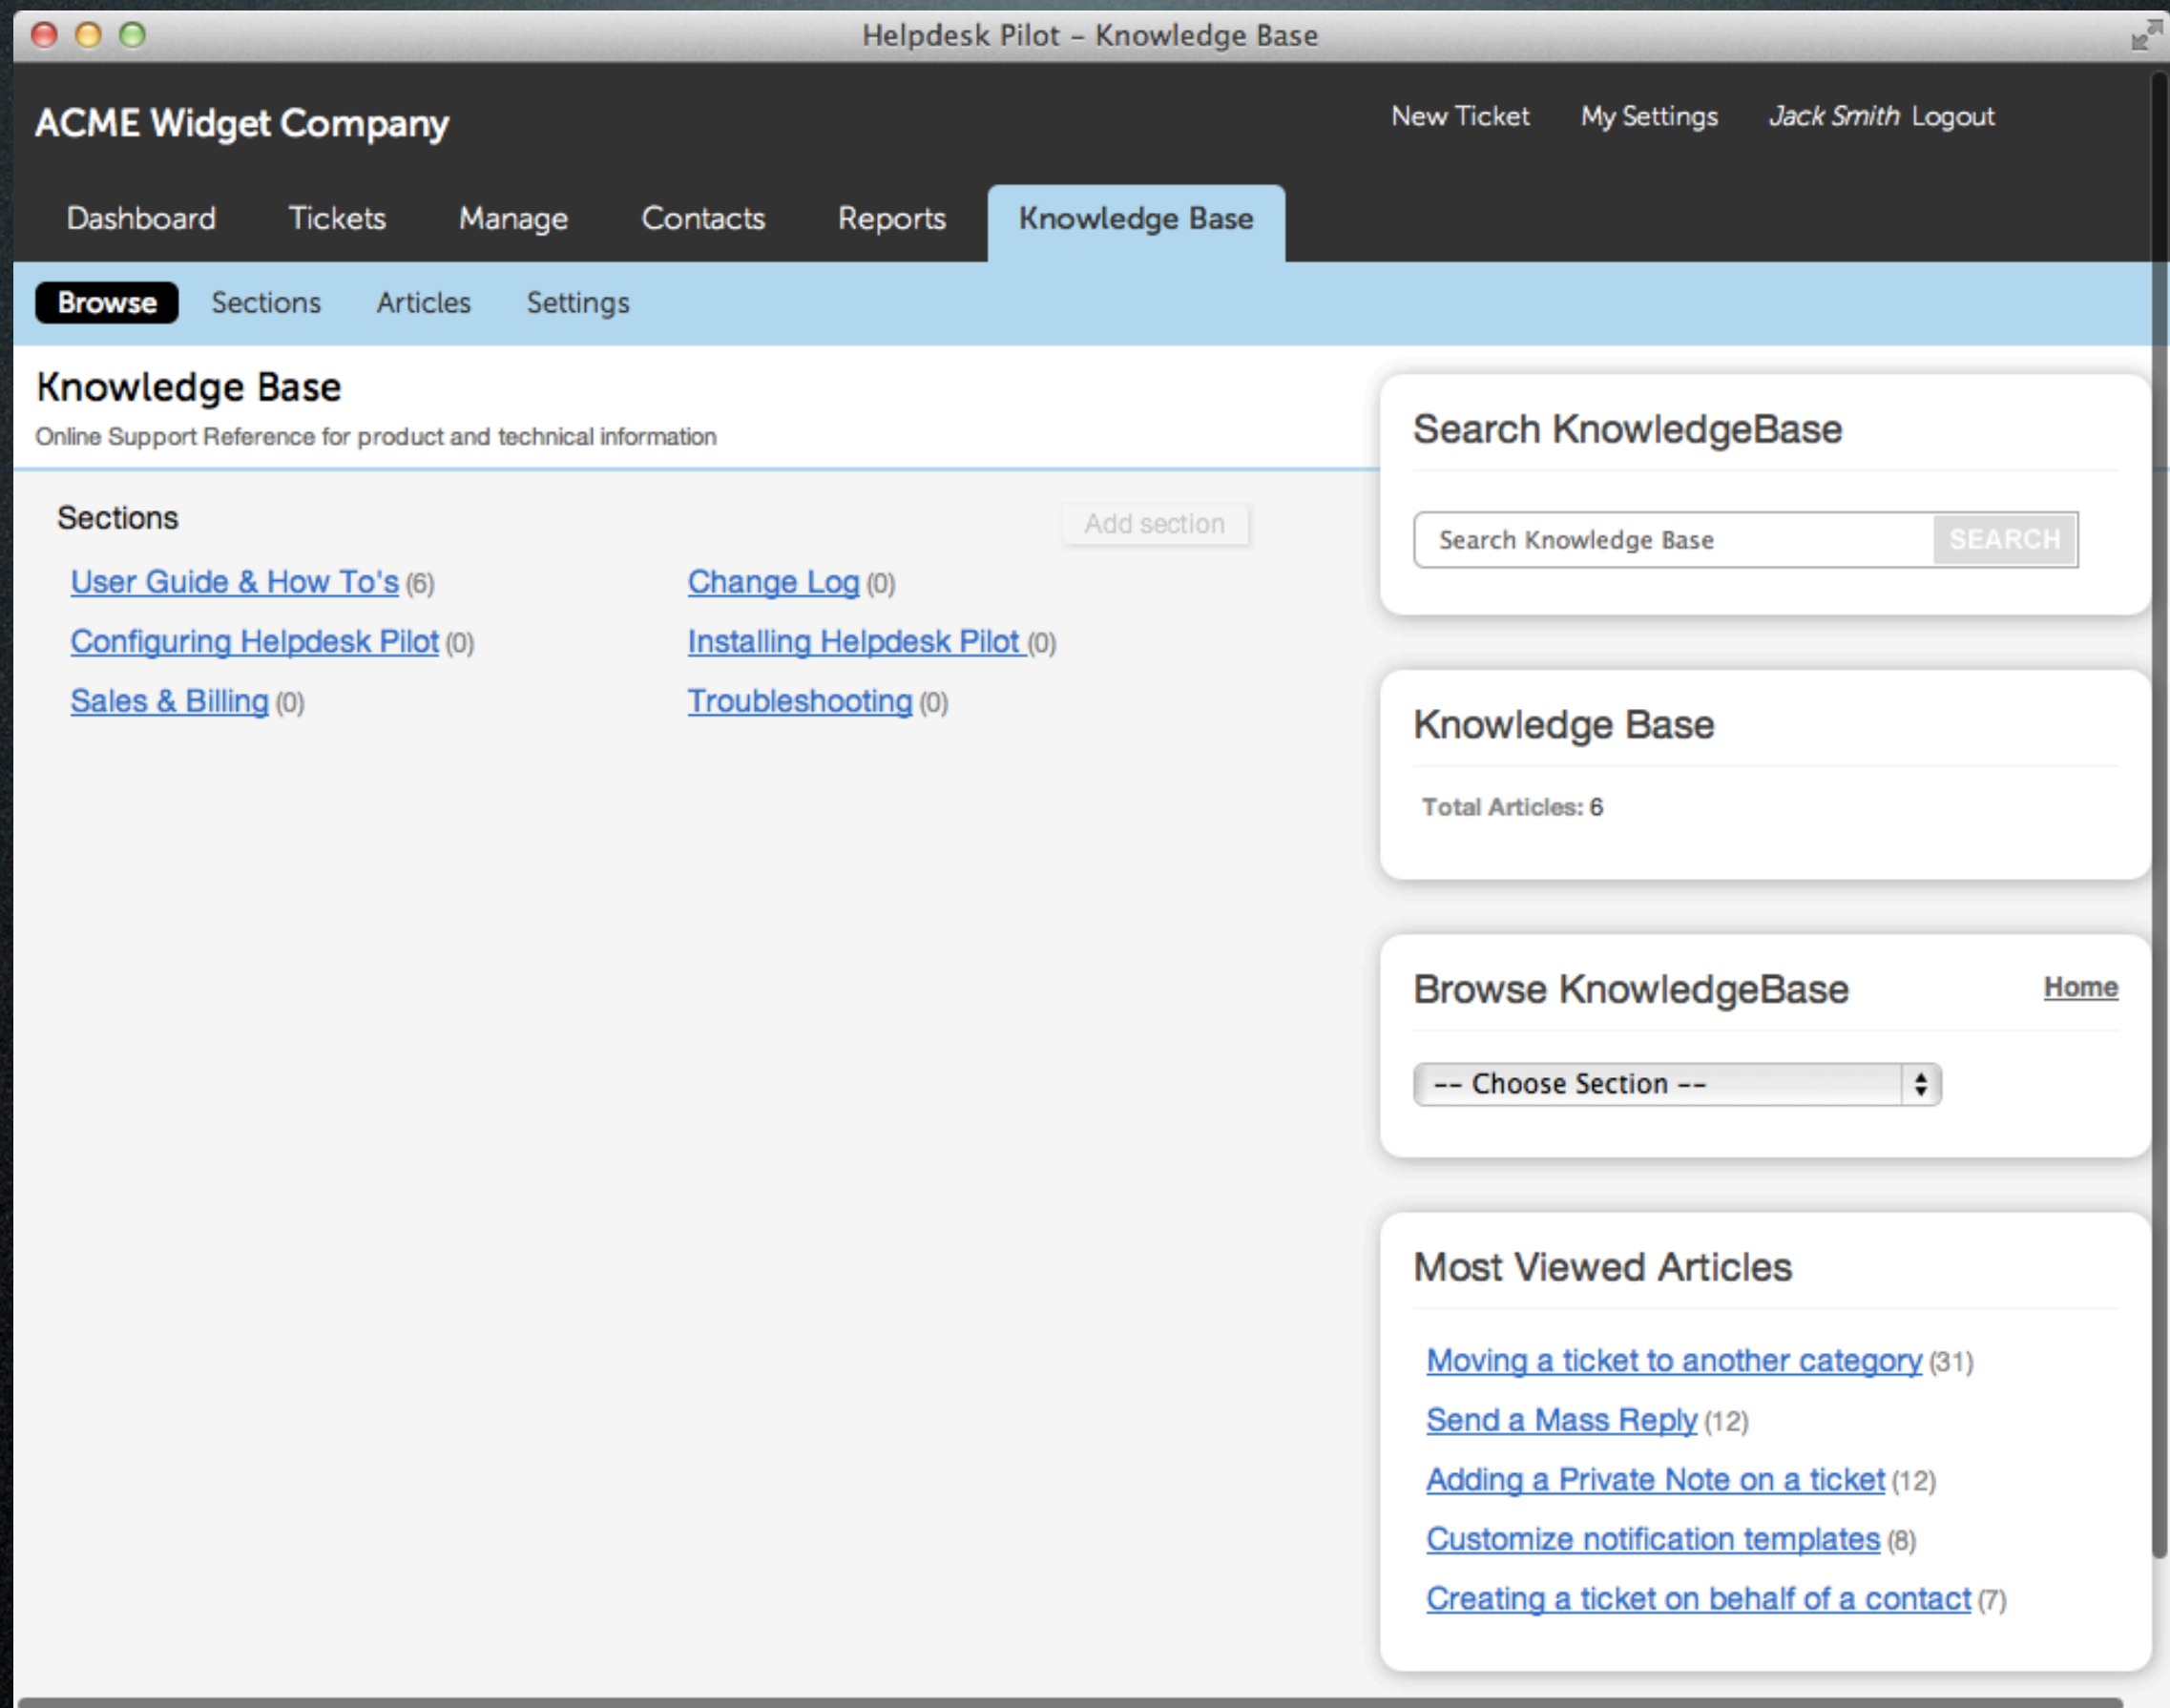 Helpdesk Pilot – Knowledge Base
ACME Widget Company
New Ticket My Settings Jack Smith Logout
Dashboard Tickets Manage Contacts Reports Knowledge Base
Browse Sections Articles Settings
Knowledge Base
Online Support Reference for product and technical information
Sections
Add section
User Guide & How To's (6)
Change Log (0)
Configuring Helpdesk Pilot (0)
Installing Helpdesk Pilot (0)
Sales & Billing (0)
Troubleshooting (0)
Search KnowledgeBase
Search Knowledge Base
SEARCH
Knowledge Base
Total Articles: 6
Browse KnowledgeBase
Home
-- Choose Section --
Most Viewed Articles
Moving a ticket to another category (31)
Send a Mass Reply (12)
Adding a Private Note on a ticket (12)
Customize notification templates (8)
Creating a ticket on behalf of a contact (7)